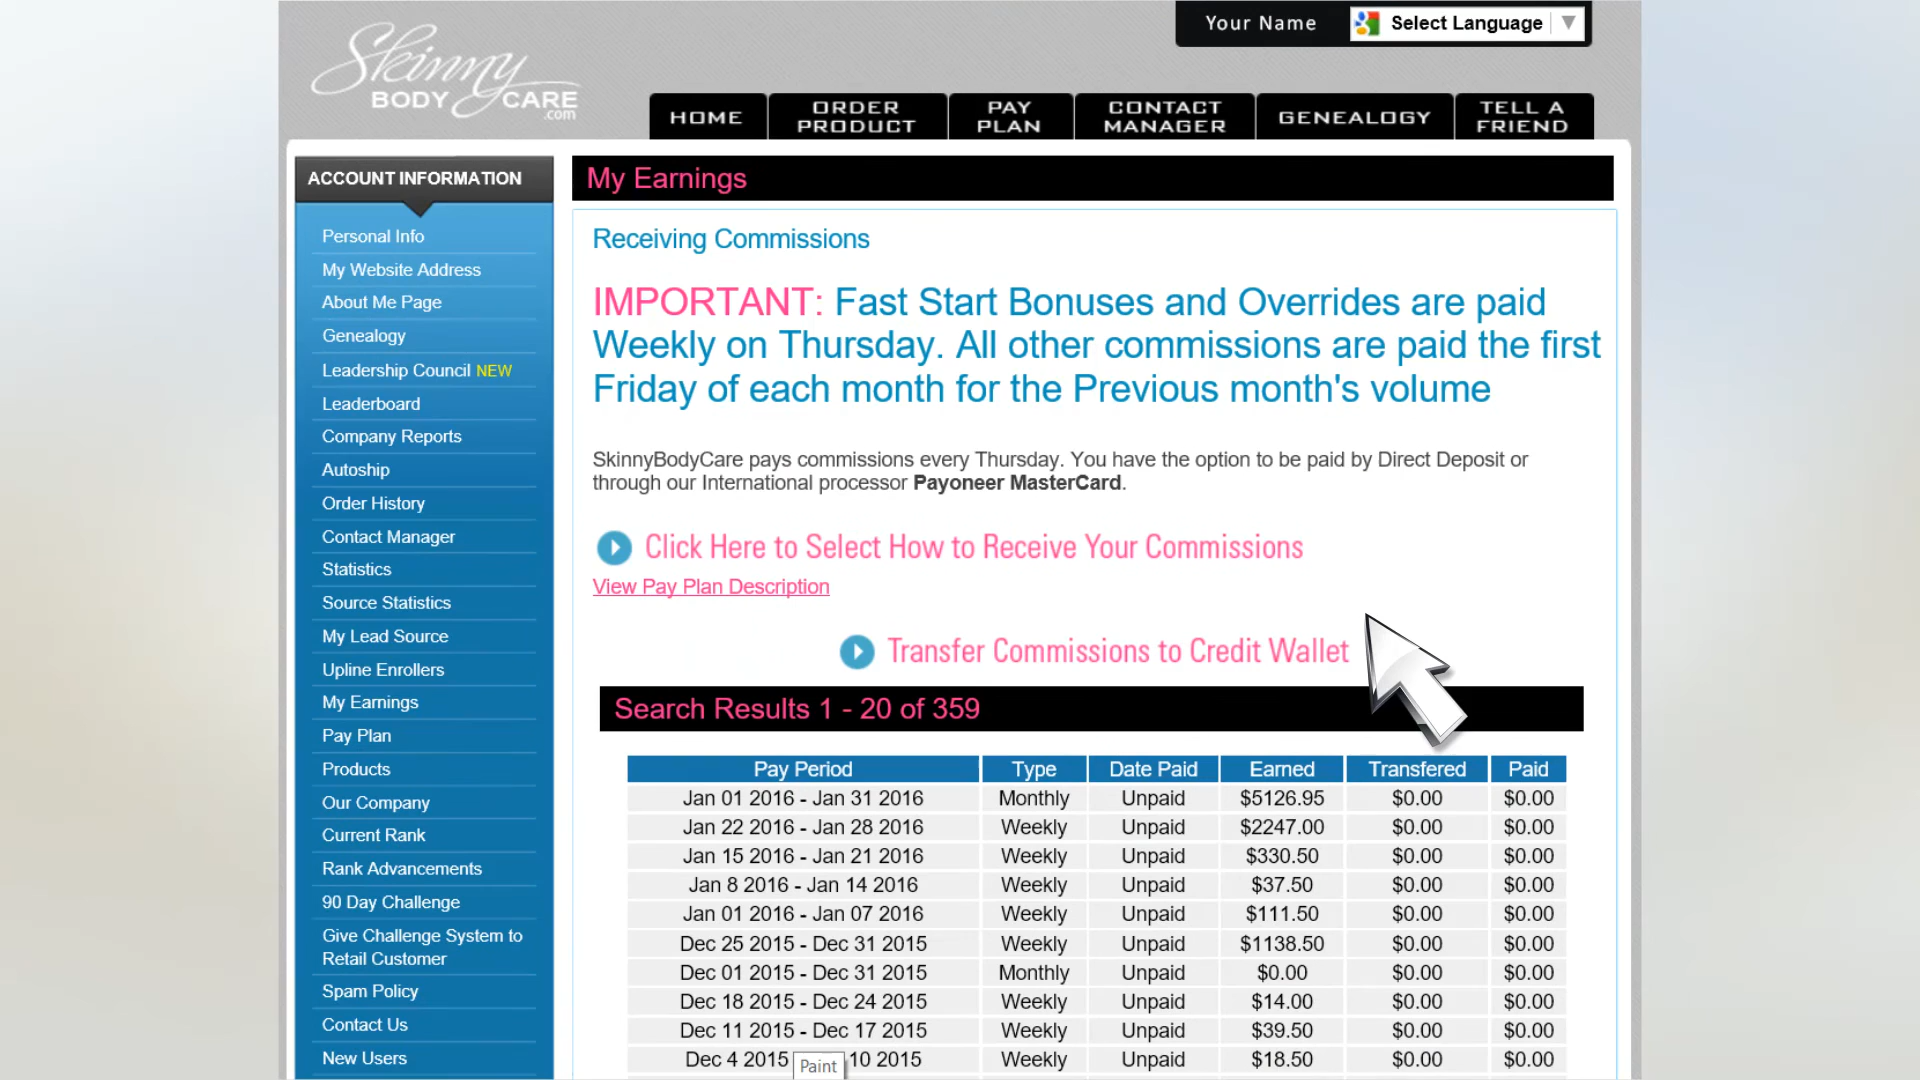 Skinny
BODY CARE
.com
Your Name
Select Language ▼
HOME
ORDER PRODUCT
PAY PLAN
CONTACT MANAGER
GENEALOGY
TELL A FRIEND
ACCOUNT INFORMATION
Personal Info
My Website Address
About Me Page
Genealogy
Leadership Council NEW
Leaderboard
Company Reports
Autoship
Order History
Contact Manager
Statistics
Source Statistics
My Lead Source
Upline Enrollers
My Earnings
Pay Plan
Products
Our Company
Current Rank
Rank Advancements
90 Day Challenge
Give Challenge System to
Retail Customer
Spam Policy
Contact Us
New Users
My Earnings
Receiving Commissions
IMPORTANT: Fast Start Bonuses and Overrides are paid
Weekly on Thursday. All other commissions are paid the first
Friday of each month for the Previous month's volume
SkinnyBodyCare pays commissions every Thursday. You have the option to be paid by Direct Deposit or
through our International processor Payoneer MasterCard.
Click Here to Select How to Receive Your Commissions
View Pay Plan Description
Transfer Commissions to Credit Wallet
Search Results 1 - 20 of 359
Pay Period Type Date Paid Earned Transfered Paid
Jan 01 2016 - Jan 31 2016 Monthly Unpaid $5126.95 $0.00 $0.00
Jan 22 2016 - Jan 28 2016 Weekly Unpaid $2247.00 $0.00 $0.00
Jan 15 2016 - Jan 21 2016 Weekly Unpaid $330.50 $0.00 $0.00
Jan 8 2016 - Jan 14 2016 Weekly Unpaid $37.50 $0.00 $0.00
Jan 01 2016 - Jan 07 2016 Weekly Unpaid $111.50 $0.00 $0.00
Dec 25 2015 - Dec 31 2015 Weekly Unpaid $1138.50 $0.00 $0.00
Dec 01 2015 - Dec 31 2015 Monthly Unpaid $0.00 $0.00 $0.00
Dec 18 2015 - Dec 24 2015 Weekly Unpaid $14.00 $0.00 $0.00
Dec 11 2015 - Dec 17 2015 Weekly Unpaid $39.50 $0.00 $0.00
Dec 4 2015 10 2015 Weekly Unpaid $18.50 $0.00 $0.00
Paint